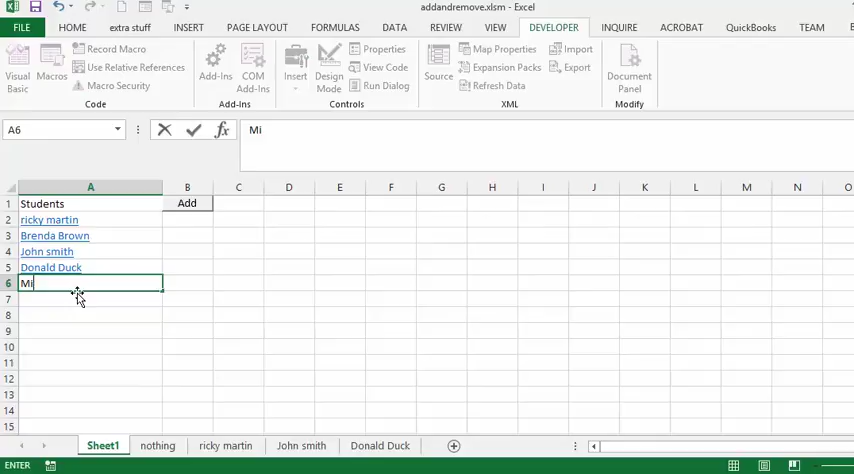 addandremove.xlsm - Excel
FILE HOME extra stuff INSERT PAGE LAYOUT FORMULAS DATA REVIEW VIEW DEVELOPER INQUIRE ACROBAT QuickBooks TEAM
Visual Basic
Macros
Record Macro
Use Relative References
Macro Security
Code
Add-Ins
COM Add-Ins
Add-Ins
Insert
Design Mode
Properties
View Code
Run Dialog
Controls
Source
Map Properties
Expansion Packs
Refresh Data
Import
Export
XML
Document Panel
Modify
A6 fx Mi
A B C D E F G H I J K L M N O
1 Students Add
2 ricky martin
3 Brenda Brown
4 John smith
5 Donald Duck
6 Mi
7
8
9
10
11
12
13
14
15
Sheet1 nothing ricky martin John smith Donald Duck
ENTER